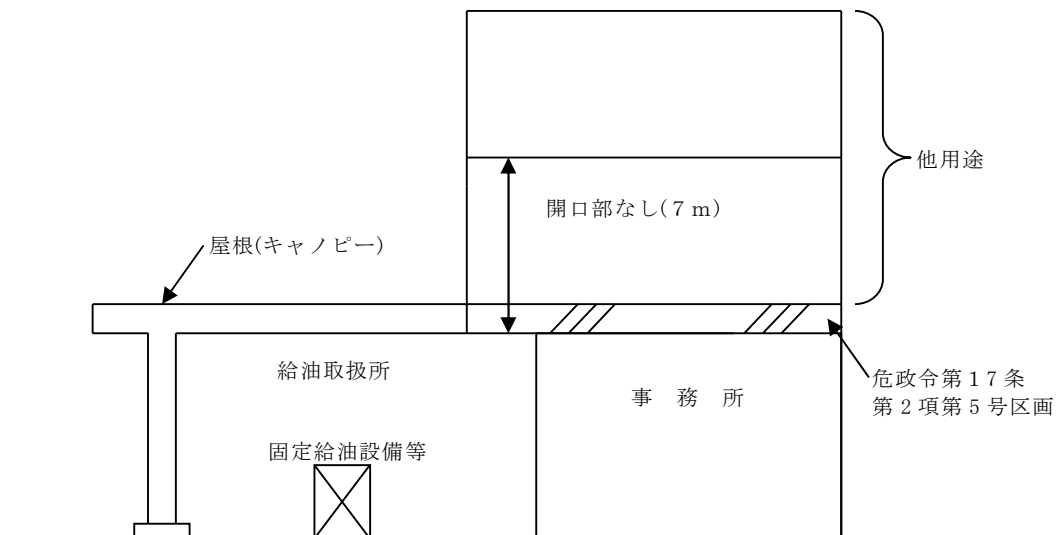 他用途
開口部なし(7m)
屋根(キャノピー)
給油取扱所
危政令第17条
第2項第5号区画
事 務 所
固定給油設備等